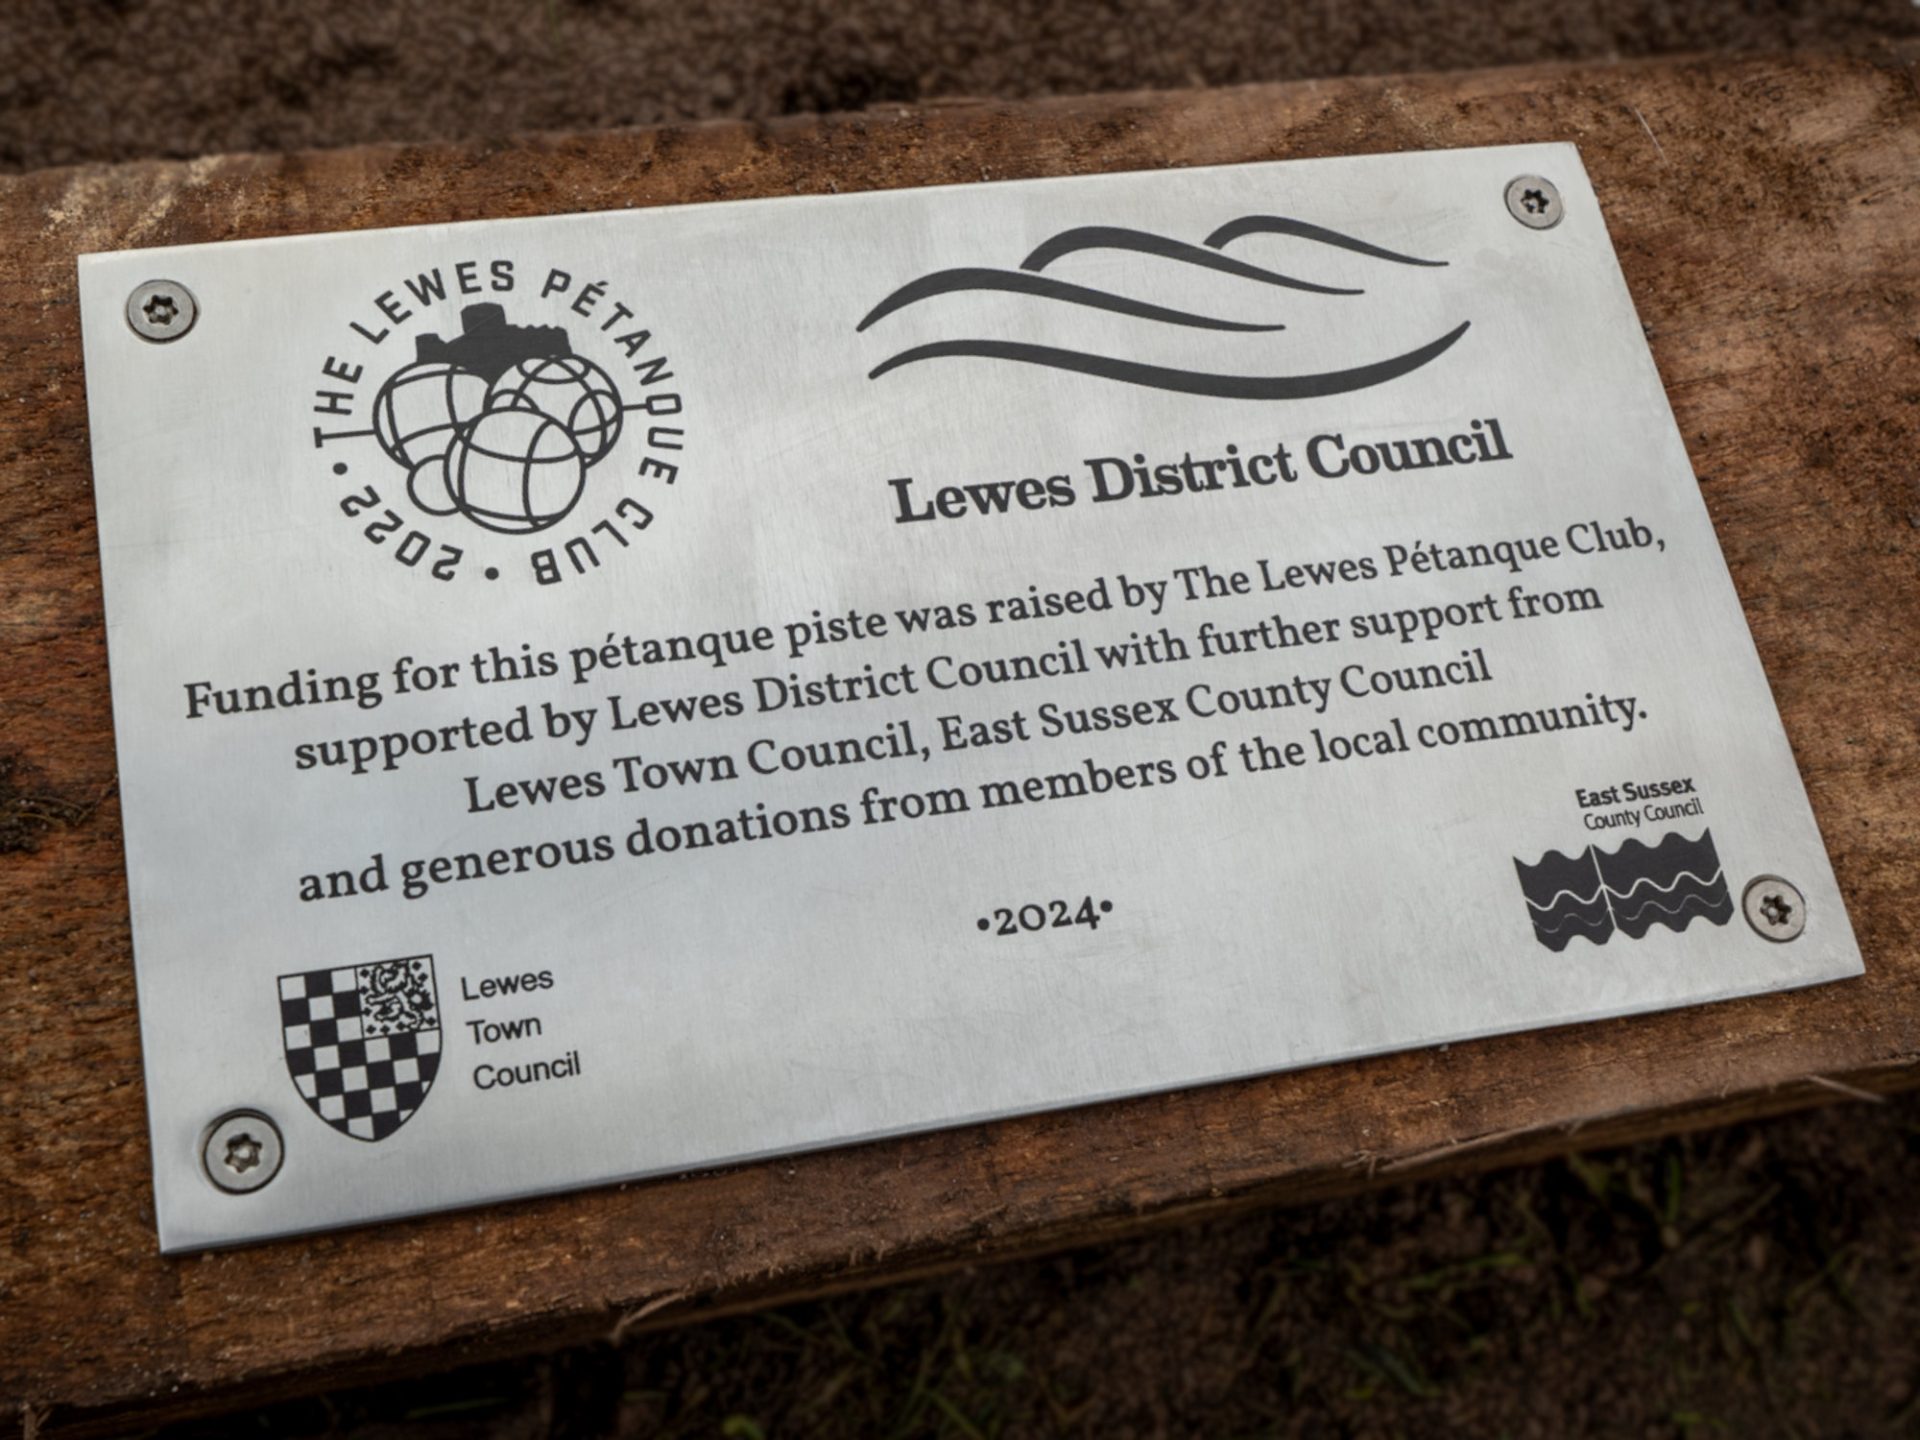 THE LEWES PÉTANQUE CLUB • 2022 •
Lewes District Council
Funding for this pétanque piste was raised by The Lewes Pétanque Club,
supported by Lewes District Council with further support from
Lewes Town Council, East Sussex County Council
and generous donations from members of the local community.
•2024•
East Sussex
County Council
Lewes
Town
Council